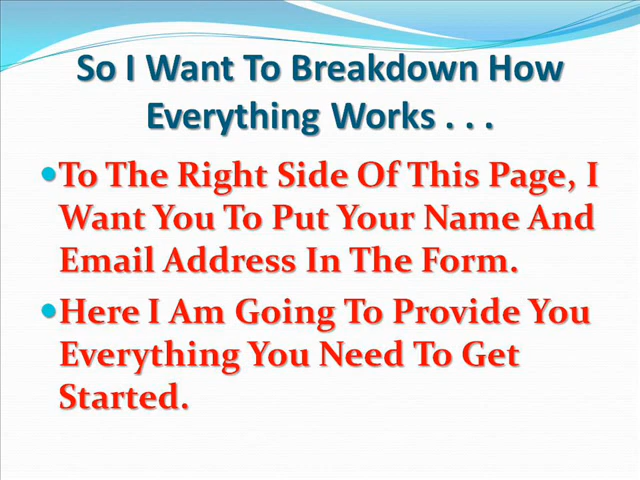 So I Want To Breakdown How
Everything Works . . .
To The Right Side Of This Page, I
Want You To Put Your Name And
Email Address In The Form.
Here I Am Going To Provide You
Everything You Need To Get
Started.